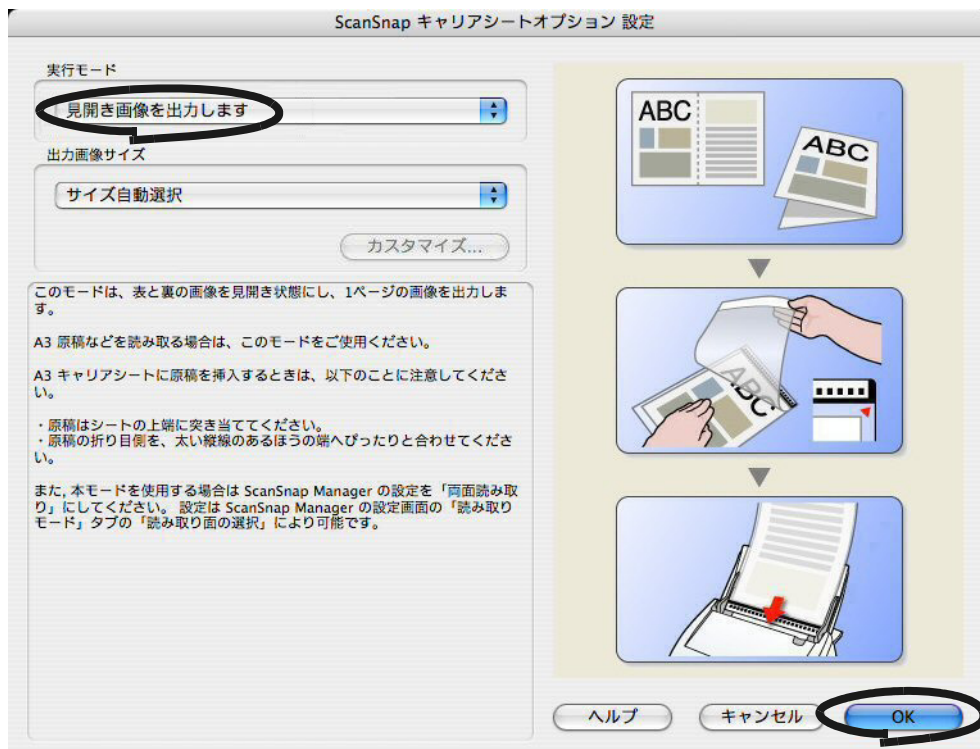 ScanSnap キャリアシートオプション 設定
実行モード
見開き画像を出力します
出力画像サイズ
サイズ自動選択
カスタマイズ...
このモードは、表と裏の画像を見開き状態にし、1ページの画像を出力しま
す。
A3 原稿などを読み取る場合は、このモードをご使用ください。
A3 キャリアシートに原稿を挿入するときは、以下のことに注意してくださ
い。
・原稿はシートの上端に突き当ててください。
・原稿の折り目側を、太い縦線のあるほうの端へぴったりと合わせてくださ
い。
また, 本モードを使用する場合は ScanSnap Manager の設定を「両面読み取
り」にしてください。 設定は ScanSnap Manager の設定画面の「読み取り
モード」タブの「読み取り面の選択」により可能です。
ABC
ABC
ABC
ヘルプ
キャンセル
OK